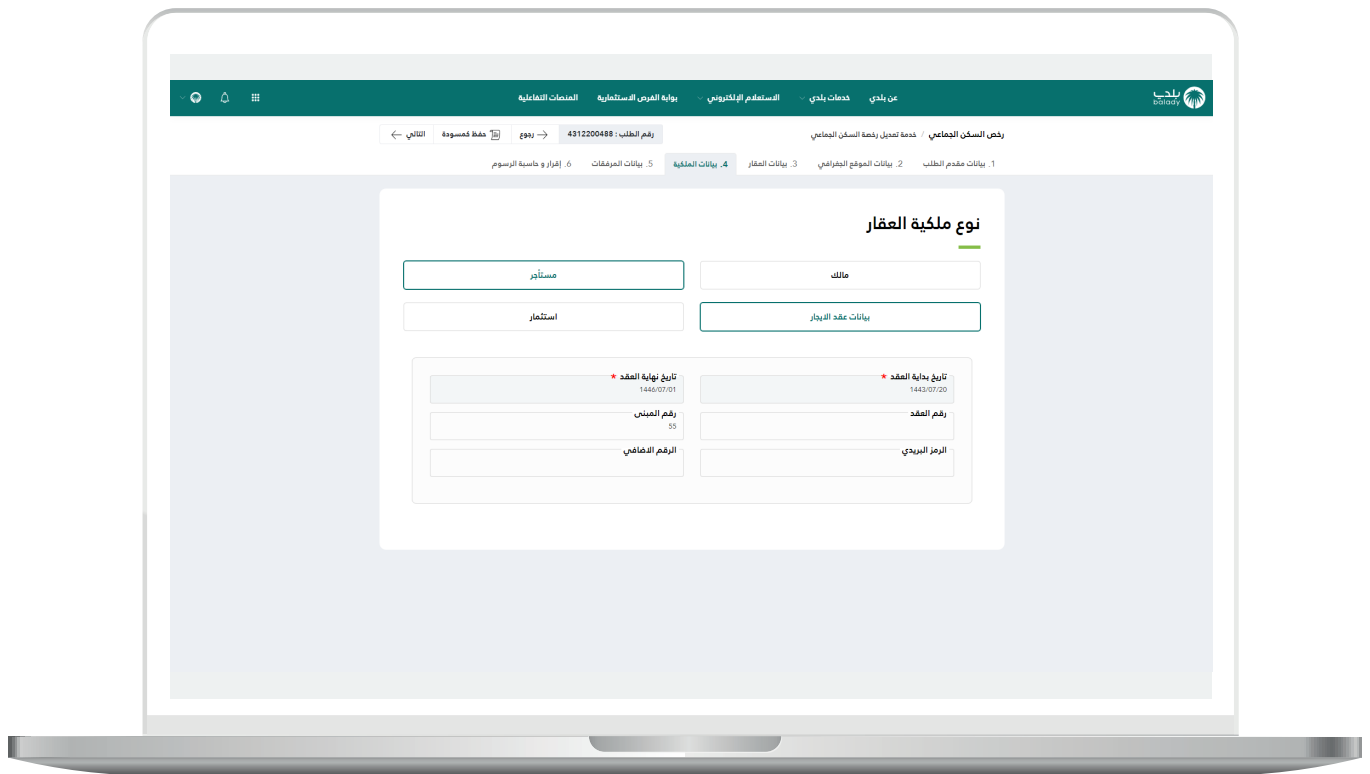 بلدي
balady
عن بلدي خدمات بلدي الاستعلام الإلكتروني بوابة الفرص الاستثمارية المنصات التفاعلية
رخص السكن الجماعي / خدمة تعديل رخصة السكن الجماعي
رقم الطلب : 4312200488 رجوع حفظ كمسودة التالي
1. بيانات مقدم الطلب 2. بيانات الموقع الجغرافي 3. بيانات العقار 4. بيانات الملكية 5. بيانات المرفقات 6. إقرار و حاسبة الرسوم
نوع ملكية العقار
مالك مستأجر
بيانات عقد الايجار استثمار
تاريخ بداية العقد * تاريخ نهاية العقد *
1443/07/20 1446/07/01
رقم العقد رقم المبنى
55
الرمز البريدي الرقم الاضافي